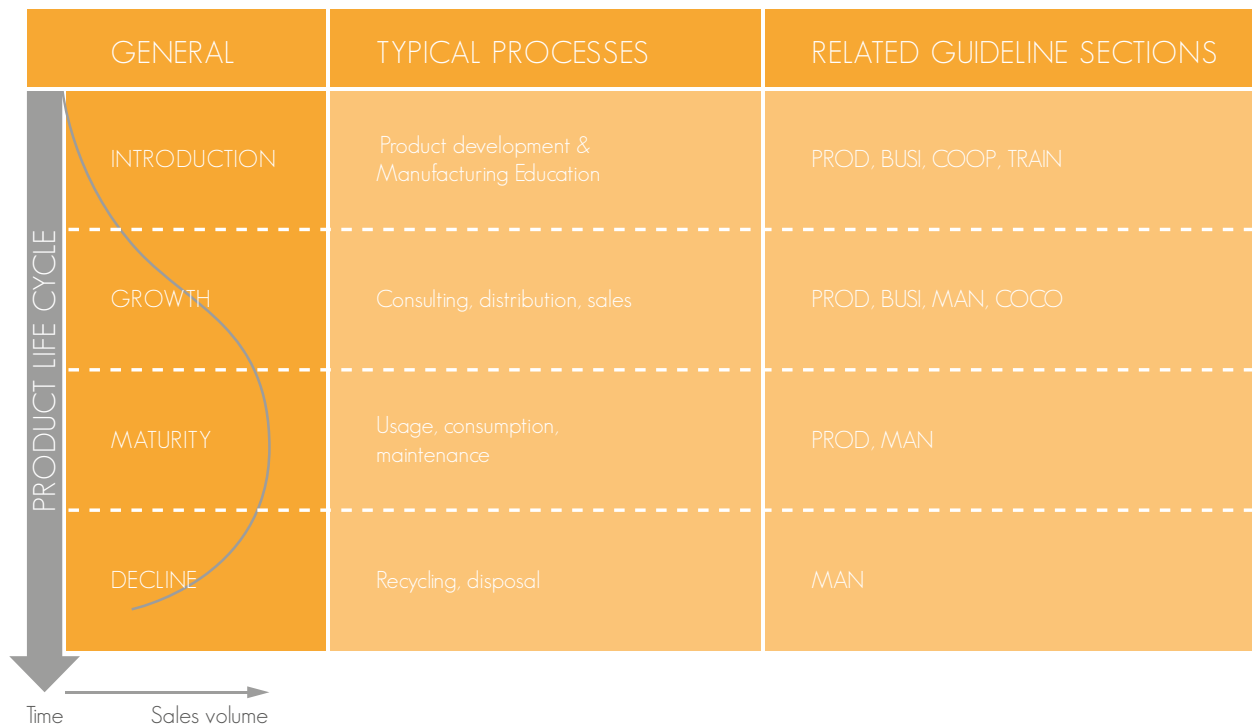 GENERAL
TYPICAL PROCESSES
RELATED GUIDELINE SECTIONS
PRODUCT LIFE CYCLE
INTRODUCTION
Product development &
Manufacturing Education
PROD, BUSI, COOP, TRAIN
GROWTH
Consulting, distribution, sales
PROD, BUSI, MAN, COCO
MATURITY
Usage, consumption,
maintenance
PROD, MAN
DECLINE
Recycling, disposal
MAN
Time
Sales volume